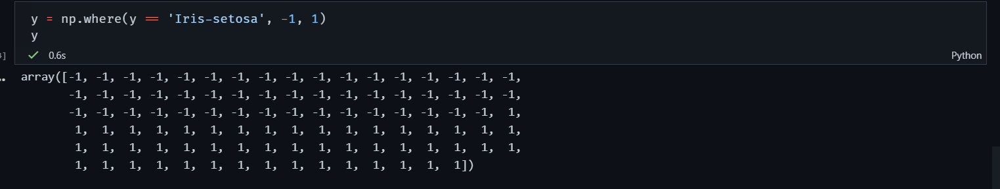 y = np.where(y == 'Iris-setosa', -1, 1)
y
]
0.6s
Python
..
array([-1, -1, -1, -1, -1, -1, -1, -1, -1, -1, -1, -1, -1, -1, -1, -1, -1,
-1, -1, -1, -1, -1, -1, -1, -1, -1, -1, -1, -1, -1, -1, -1, -1, -1,
-1, -1, -1, -1, -1, -1, -1, -1, -1, -1, -1, -1, -1, -1, -1, -1, 1,
1, 1, 1, 1, 1, 1, 1, 1, 1, 1, 1, 1, 1, 1, 1, 1, 1,
1, 1, 1, 1, 1, 1, 1, 1, 1, 1, 1, 1, 1, 1, 1, 1, 1,
1, 1, 1, 1, 1, 1, 1, 1, 1, 1, 1, 1, 1, 1, 1])